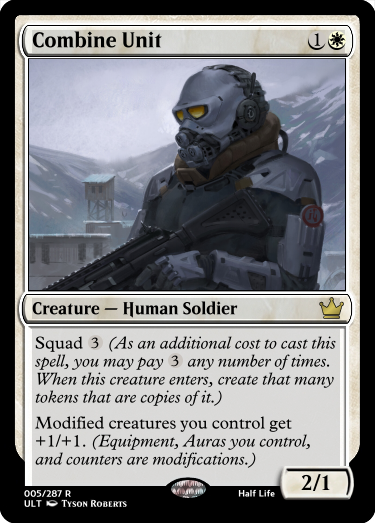 Combine Unit 1
Creature — Human Soldier
Squad 3 (As an additional cost to cast this
spell, you may pay 3 any number of times.
When this creature enters, create that many
tokens that are copies of it.)
Modified creatures you control get
+1/+1. (Equipment, Auras you control,
and counters are modifications.)
2/1
005/287 R
Half Life
ULT Tyson Roberts